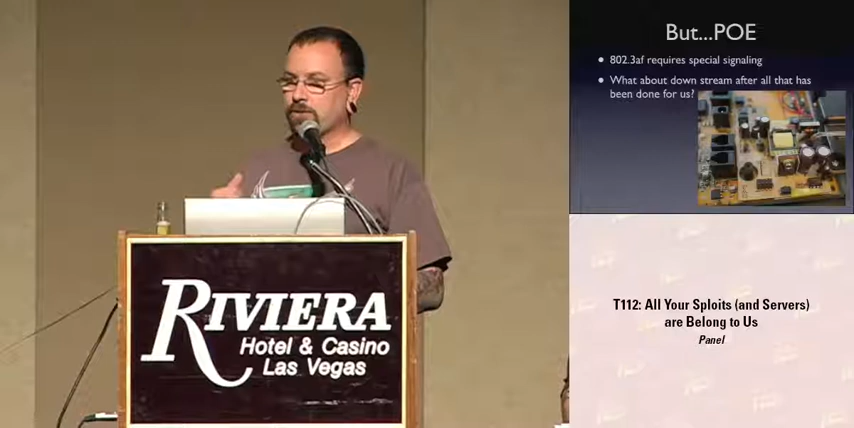 RIVIERA
Hotel & Casino
Las Vegas
But...POE
• 802.3af requires special signaling
• What about down stream after all that has
been done for us?
T112: All Your Sploits (and Servers)
are Belong to Us
Panel